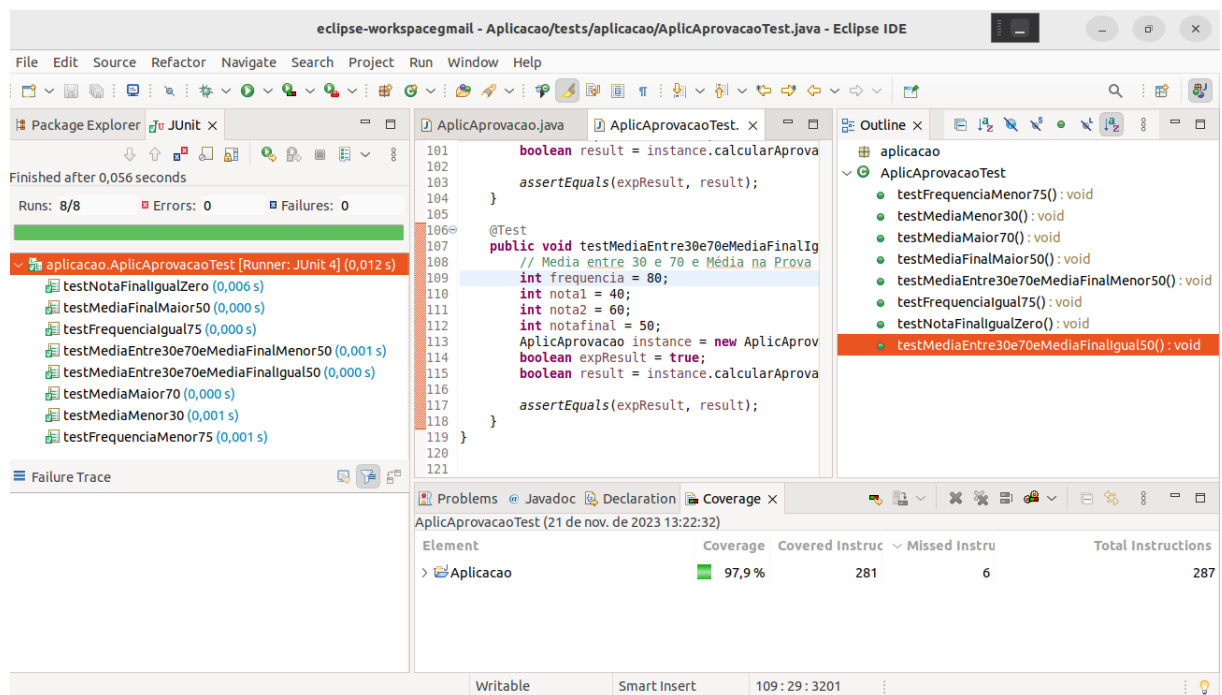 eclipse-workspacegmail - Aplicacao/tests/aplicacao/AplicAprovacaoTest.java - Eclipse IDE
File Edit Source Refactor Navigate Search Project Run Window Help
Package Explorer JUnit
Finished after 0,056 seconds
Runs: 8/8 Errors: 0 Failures: 0
aplicacao.AplicAprovacaoTest [Runner: JUnit 4] (0,012 s)
testNotaFinalIgualZero (0,006 s)
testMediaFinalMaior50 (0,000 s)
testFrequenciaIgual75 (0,000 s)
testMediaEntre30e70eMediaFinalMenor50 (0,001 s)
testMediaEntre30e70eMediaFinalIgual50 (0,000 s)
testMediaMaior70 (0,000 s)
testMediaMenor30 (0,001 s)
testFrequenciaMenor75 (0,001 s)
Failure Trace
AplicAprovacao.java AplicAprovacaoTest.
101 boolean result = instance.calcularAprova
102
103 assertEquals(expResult, result);
104 }
105
106 @Test
107 public void testMediaEntre30e70eMediaFinalIg
108 // Media entre 30 e 70 e Média na Prova
109 int frequencia = 80;
110 int nota1 = 40;
111 int nota2 = 60;
112 int notafinal = 50;
113 AplicAprovacao instance = new AplicAprov
114 boolean expResult = true;
115 boolean result = instance.calcularAprova
116
117 assertEquals(expResult, result);
118 }
119 }
120
121
Outline
aplicacao
AplicAprovacaoTest
testFrequenciaMenor75() : void
testMediaMenor30() : void
testMediaMaior70() : void
testMediaFinalMaior50() : void
testMediaEntre30e70eMediaFinalMenor50() : void
testFrequenciaIgual75() : void
testNotaFinalIgualZero() : void
testMediaEntre30e70eMediaFinalIgual50() : void
Problems @ Javadoc Declaration Coverage
AplicAprovacaoTest (21 de nov. de 2023 13:22:32)
Element Coverage Covered Instruc Missed Instru Total Instructions
Aplicacao 97,9 % 281 6 287
Writable Smart Insert 109 : 29 : 3201